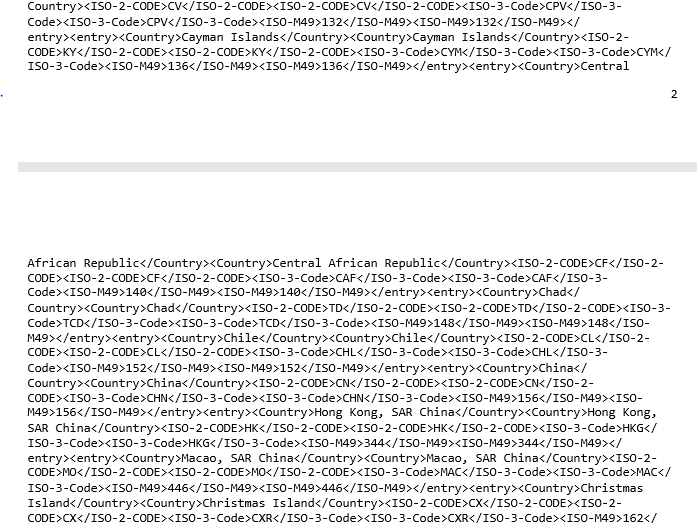 Country><ISO-2-CODE>CV</ISO-2-CODE><ISO-2-CODE>CV</ISO-2-CODE><ISO-3-Code>CPV</ISO-3-
Code><ISO-3-Code>CPV</ISO-3-Code><ISO-M49>132</ISO-M49><ISO-M49>132</ISO-M49></
entry><entry><Country>Cayman Islands</Country><Country>Cayman Islands</Country><ISO-2-
CODE>KY</ISO-2-CODE><ISO-2-CODE>KY</ISO-2-CODE><ISO-3-Code>CYM</ISO-3-Code><ISO-3-Code>CYM</
ISO-3-Code><ISO-M49>136</ISO-M49><ISO-M49>136</ISO-M49></entry><entry><Country>Central
2
African Republic</Country><Country>Central African Republic</Country><ISO-2-CODE>CF</ISO-2-
CODE><ISO-2-CODE>CF</ISO-2-CODE><ISO-3-Code>CAF</ISO-3-Code><ISO-3-Code>CAF</ISO-3-
Code><ISO-M49>140</ISO-M49><ISO-M49>140</ISO-M49></entry><entry><Country>Chad</
Country><Country>Chad</Country><ISO-2-CODE>TD</ISO-2-CODE><ISO-2-CODE>TD</ISO-2-CODE><ISO-3-
Code>TCD</ISO-3-Code><ISO-3-Code>TCD</ISO-3-Code><ISO-M49>148</ISO-M49><ISO-M49>148</ISO-
M49></entry><entry><Country>Chile</Country><Country>Chile</Country><ISO-2-CODE>CL</ISO-2-
CODE><ISO-2-CODE>CL</ISO-2-CODE><ISO-3-Code>CHL</ISO-3-Code><ISO-3-Code>CHL</ISO-3-
Code><ISO-M49>152</ISO-M49><ISO-M49>152</ISO-M49></entry><entry><Country>China</
Country><Country>China</Country><ISO-2-CODE>CN</ISO-2-CODE><ISO-2-CODE>CN</ISO-2-
CODE><ISO-3-Code>CHN</ISO-3-Code><ISO-3-Code>CHN</ISO-3-Code><ISO-M49>156</ISO-M49><ISO-
M49>156</ISO-M49></entry><entry><Country>Hong Kong, SAR China</Country><Country>Hong Kong,
SAR China</Country><ISO-2-CODE>HK</ISO-2-CODE><ISO-2-CODE>HK</ISO-2-CODE><ISO-3-Code>HKG</
ISO-3-Code><ISO-3-Code>HKG</ISO-3-Code><ISO-M49>344</ISO-M49><ISO-M49>344</ISO-M49></
entry><entry><Country>Macao, SAR China</Country><Country>Macao, SAR China</Country><ISO-2-
CODE>MO</ISO-2-CODE><ISO-2-CODE>MO</ISO-2-CODE><ISO-3-Code>MAC</ISO-3-Code><ISO-3-Code>MAC</
ISO-3-Code><ISO-M49>446</ISO-M49><ISO-M49>446</ISO-M49></entry><entry><Country>Christmas
Island</Country><Country>Christmas Island</Country><ISO-2-CODE>CX</ISO-2-CODE><ISO-2-
CODE>CX</ISO-2-CODE><ISO-3-Code>CXR</ISO-3-Code><ISO-3-Code>CXR</ISO-3-Code><ISO-M49>162</